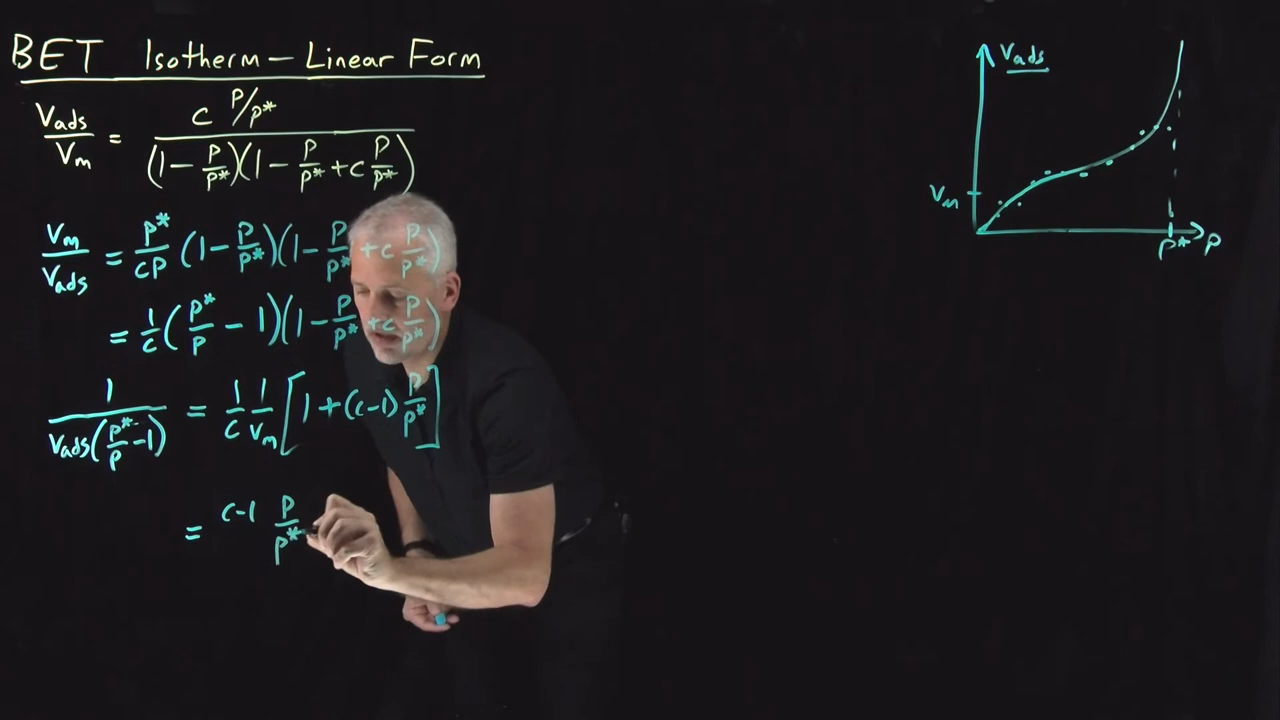 BET Isotherm – Linear Form
Vads/Vm = c P/P* / (1 – P/P*)(1 – P/P* + c P/P*)
Vm/Vads = P*/cP (1 – P/P*)(1 – P/P* + c P/P*)
= 1/c (P*/P – 1)(1 – P/P* + c P/P*)
1/Vads(P*/P – 1) = 1/c 1/Vm [1 + (c–1) P/P*]
= c–1 P/P*
Vads
Vm
P* P